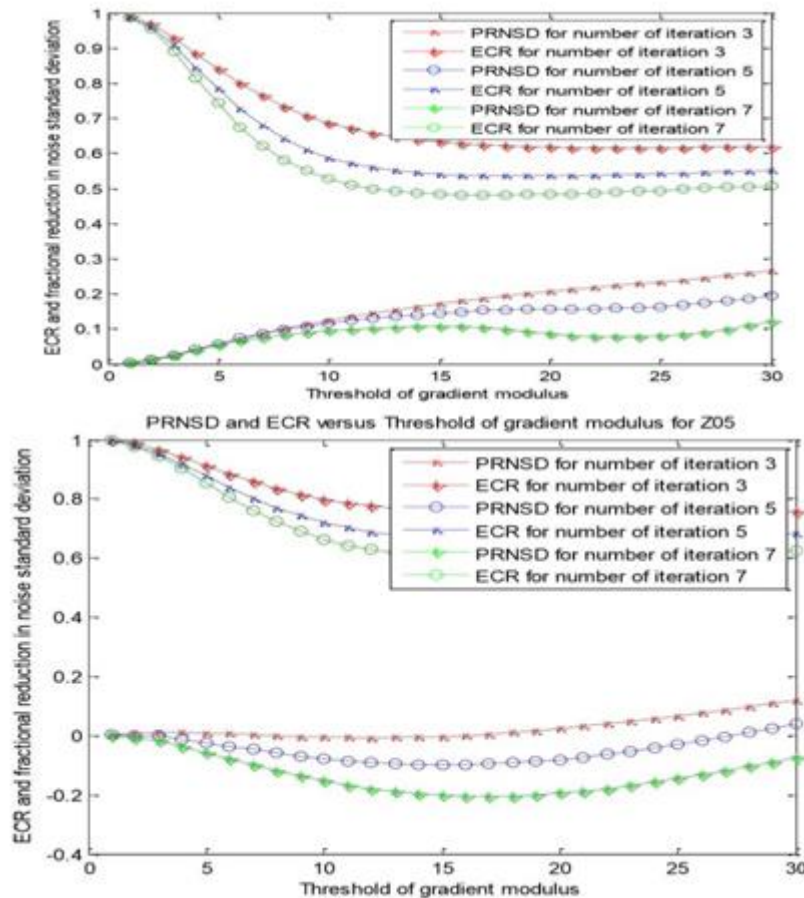 ECR and fractional reduction in noise standard deviation
1
0.9
0.8
0.7
0.6
0.5
0.4
0.3
0.2
0.1
0
PRNSD for number of iteration 3
ECR for number of iteration 3
PRNSD for number of iteration 5
ECR for number of iteration 5
PRNSD for number of iteration 7
ECR for number of iteration 7
0 5 10 15 20 25 30
Threshold of gradient modulus
PRNSD and ECR versus Threshold of gradient modulus for Z05
ECR and fractional reduction in noise standard deviation
1
0.8
0.6
0.4
0.2
0
-0.2
-0.4
PRNSD for number of iteration 3
ECR for number of iteration 3
PRNSD for number of iteration 5
ECR for number of iteration 5
PRNSD for number of iteration 7
ECR for number of iteration 7
0 5 10 15 20 25 30
Threshold of gradient modulus